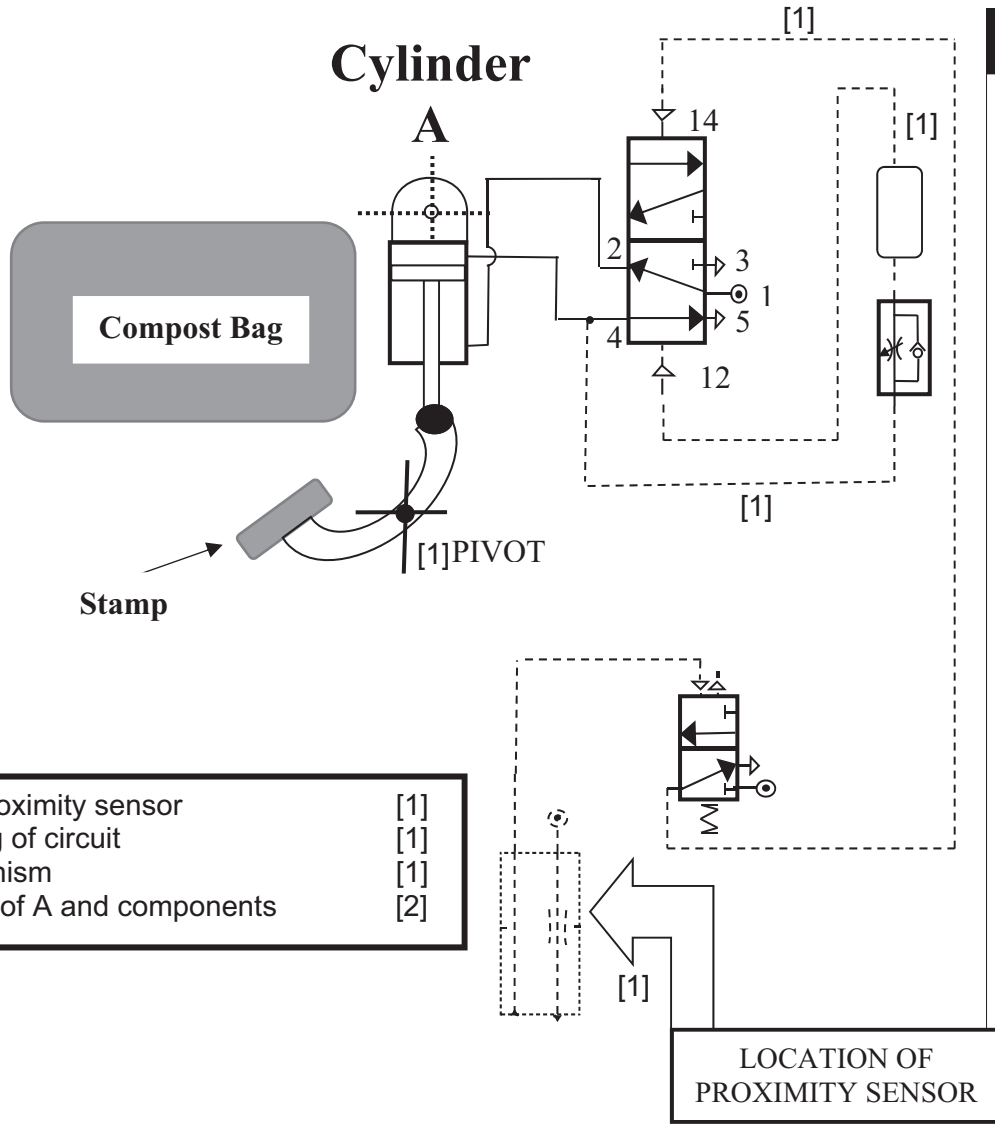 [1]
Cylinder
A
14
[1]
2
3
1
Compost Bag
5
4
12
[1]
[1]PIVOT
Stamp
oximity sensor [1]
g of circuit [1]
nism [1]
of A and components [2]
[1]
LOCATION OF
PROXIMITY SENSOR